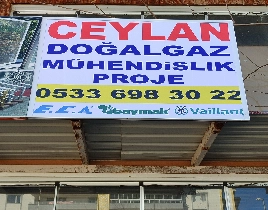 CEYLAN
DOĞALGAZ
MÜHENDİSLİK
PROJE
0533 698 30 22
E.C.A Baymak Vaillant